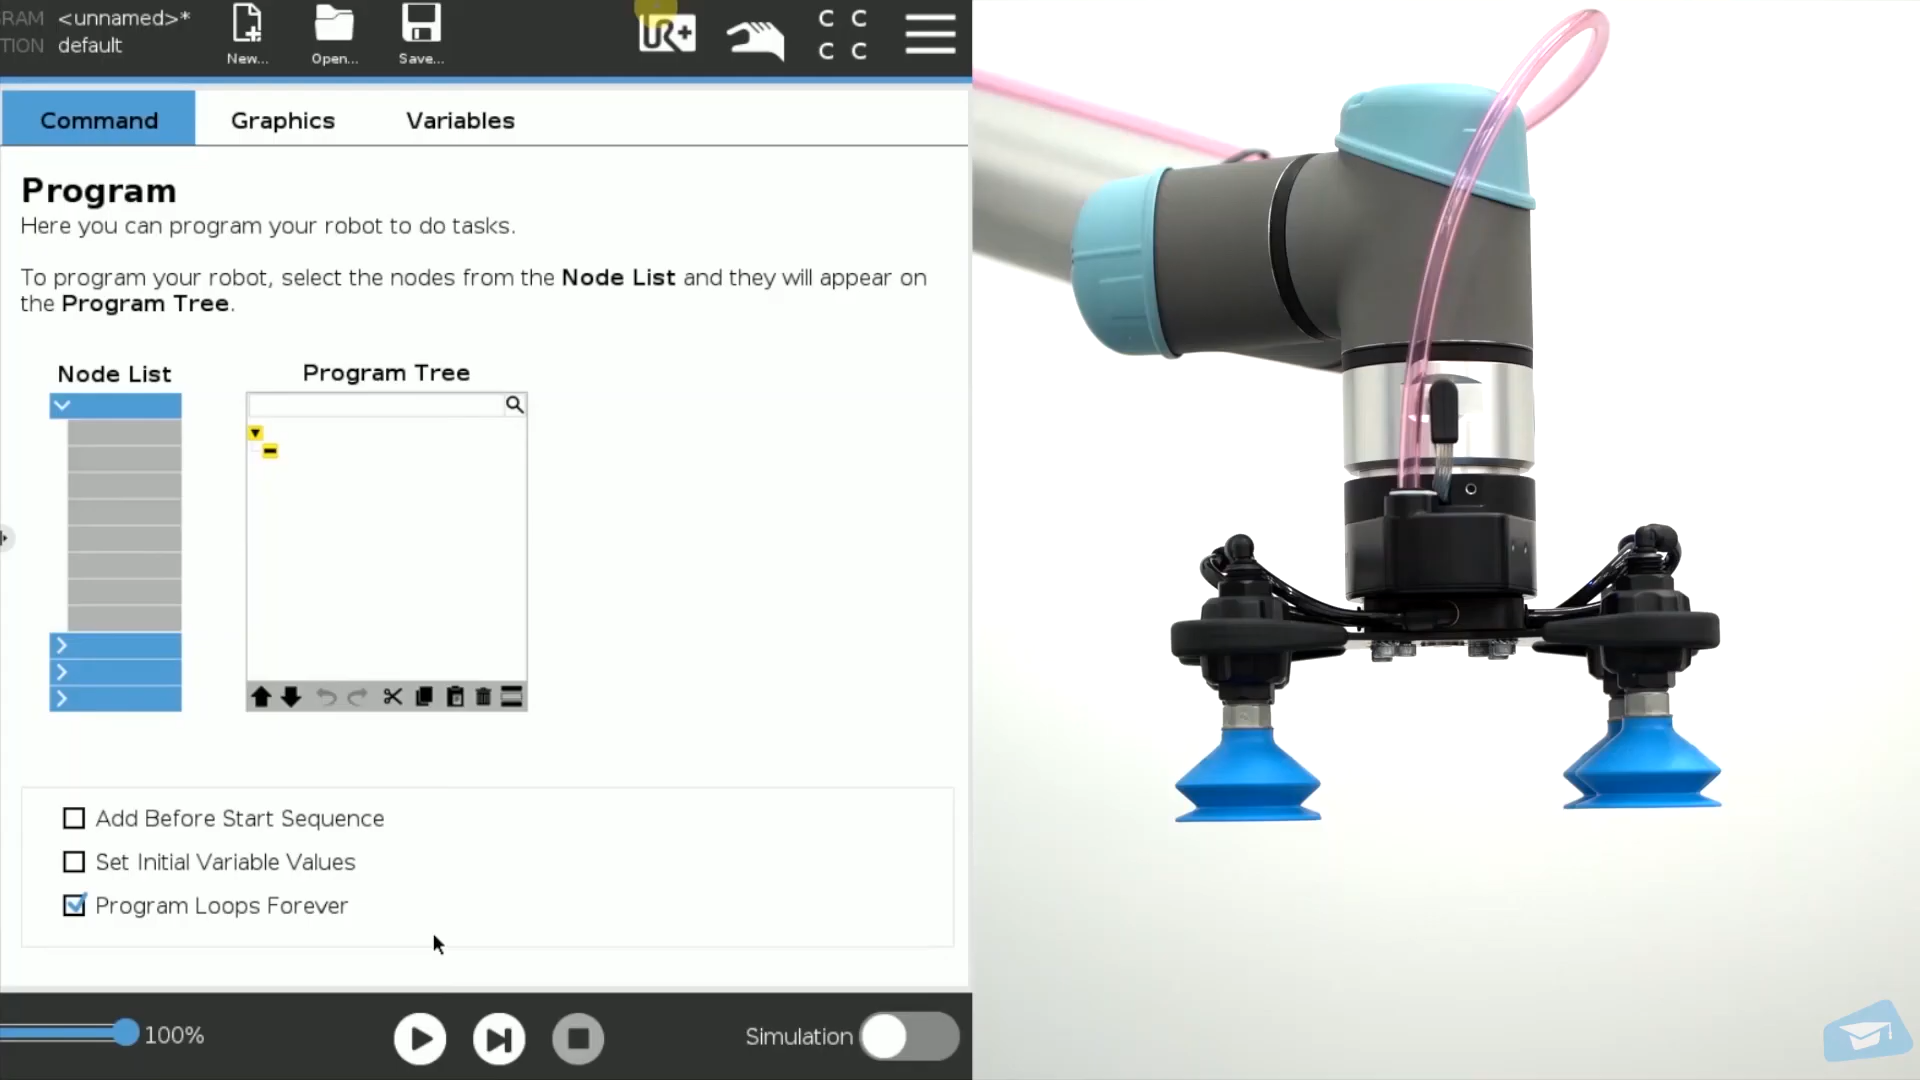 RAM <unnamed>*
TION default
New...
Open...
Save...
UR+
C C
C C
Command
Graphics
Variables
Program
Here you can program your robot to do tasks.
To program your robot, select the nodes from the Node List and they will appear on
the Program Tree.
Node List
Program Tree
Add Before Start Sequence
Set Initial Variable Values
Program Loops Forever
100%
Simulation